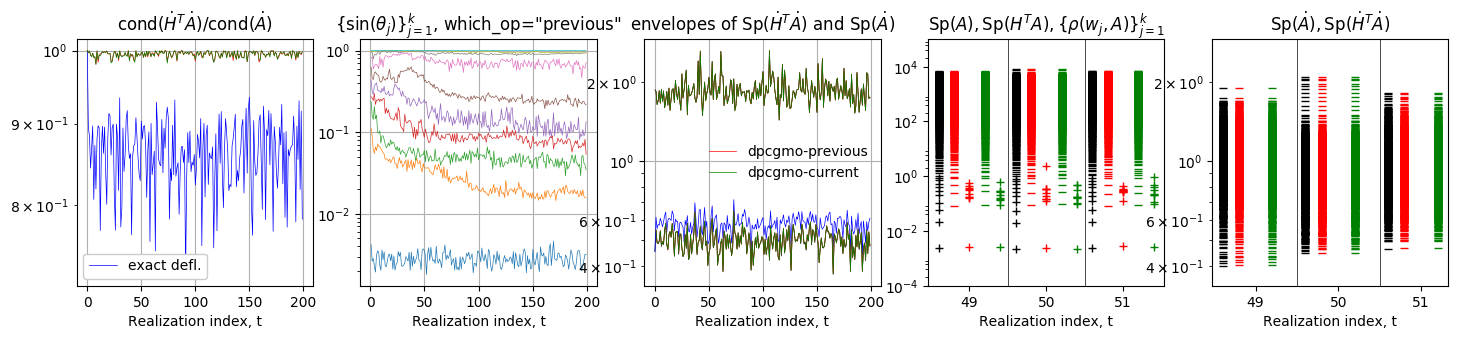 cond(Ḣ^T Ȧ)/cond(Ȧ)
10^0
9 × 10^−1
8 × 10^−1
exact defl.
0 50 100 150 200
Realization index, t
{sin(θ_j)}_{j=1}^k, which_op="previous"
10^0
10^−1
10^−2
0 50 100 150 200
Realization index, t
envelopes of Sp(Ḣ^T Ȧ) and Sp(Ȧ)
2 × 10^0
10^0
6 × 10^−1
4 × 10^−1
dpcgmo-previous
dpcgmo-current
0 50 100 150 200
Realization index, t
Sp(A), Sp(H^T A), {ρ(w_j, A)}_{j=1}^k
10^4
10^2
10^0
10^−2
10^−4
49 50 51
Realization index, t
Sp(Ȧ), Sp(Ḣ^T Ȧ)
2 × 10^0
10^0
6 × 10^−1
4 × 10^−1
49 50 51
Realization index, t